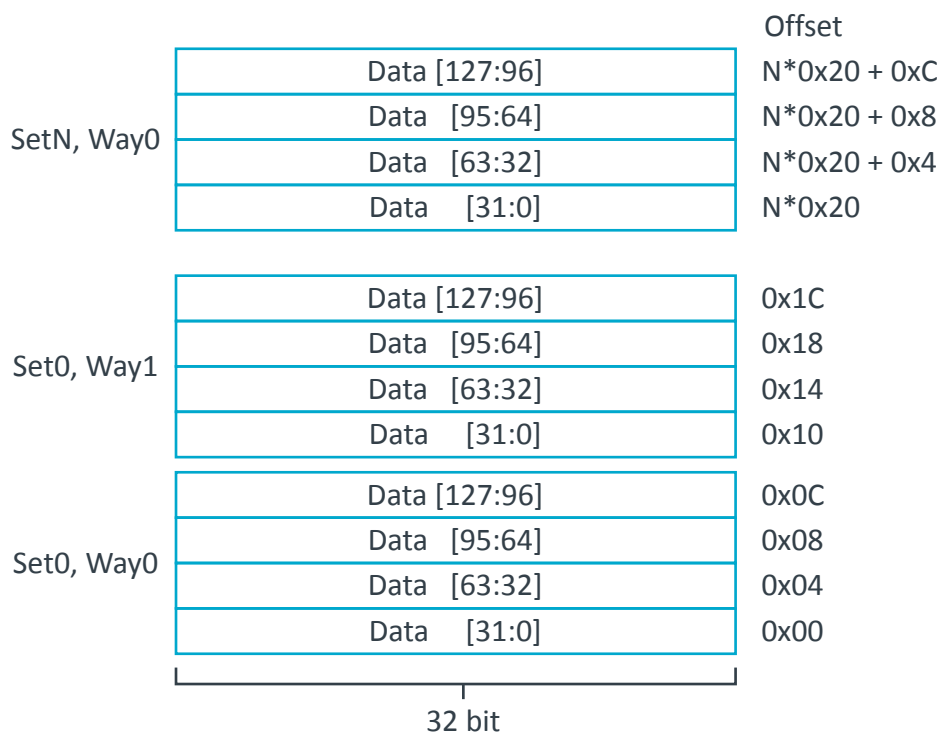 Offset
Data [127:96] N*0x20 + 0xC
Data [95:64] N*0x20 + 0x8
SetN, Way0
Data [63:32] N*0x20 + 0x4
Data [31:0] N*0x20
Data [127:96] 0x1C
Data [95:64] 0x18
Set0, Way1
Data [63:32] 0x14
Data [31:0] 0x10
Data [127:96] 0x0C
Data [95:64] 0x08
Set0, Way0
Data [63:32] 0x04
Data [31:0] 0x00
32 bit